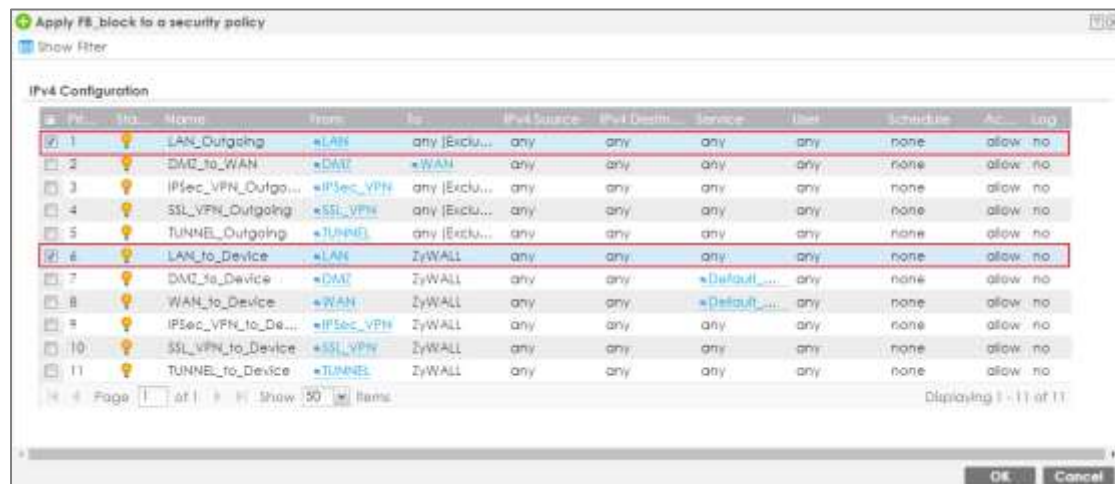 Apply FB_block to a security policy
Show Filter
IPv4 Configuration
Pri... Sta... Name From To IPv4 Source IPv4 Destin... Service User Schedule Ac... Log
1 LAN_Outgoing LAN any (Exclu... any any any any none allow no
2 DMZ_to_WAN DMZ WAN any any any any none allow no
3 IPSec_VPN_Outgo... IPSec_VPN any (Exclu... any any any any none allow no
4 SSL_VPN_Outgoing SSL_VPN any (Exclu... any any any any none allow no
5 TUNNEL_Outgoing TUNNEL any (Exclu... any any any any none allow no
6 LAN_to_Device LAN ZyWALL any any any any none allow no
7 DMZ_to_Device DMZ ZyWALL any any Default_... any none allow no
8 WAN_to_Device WAN ZyWALL any any Default_... any none allow no
9 IPSec_VPN_to_De... IPSec_VPN ZyWALL any any any any none allow no
10 SSL_VPN_to_Device SSL_VPN ZyWALL any any any any none allow no
11 TUNNEL_to_Device TUNNEL ZyWALL any any any any none allow no
Page 1 of 1 Show 50 items Displaying 1 - 11 of 11
OK Cancel